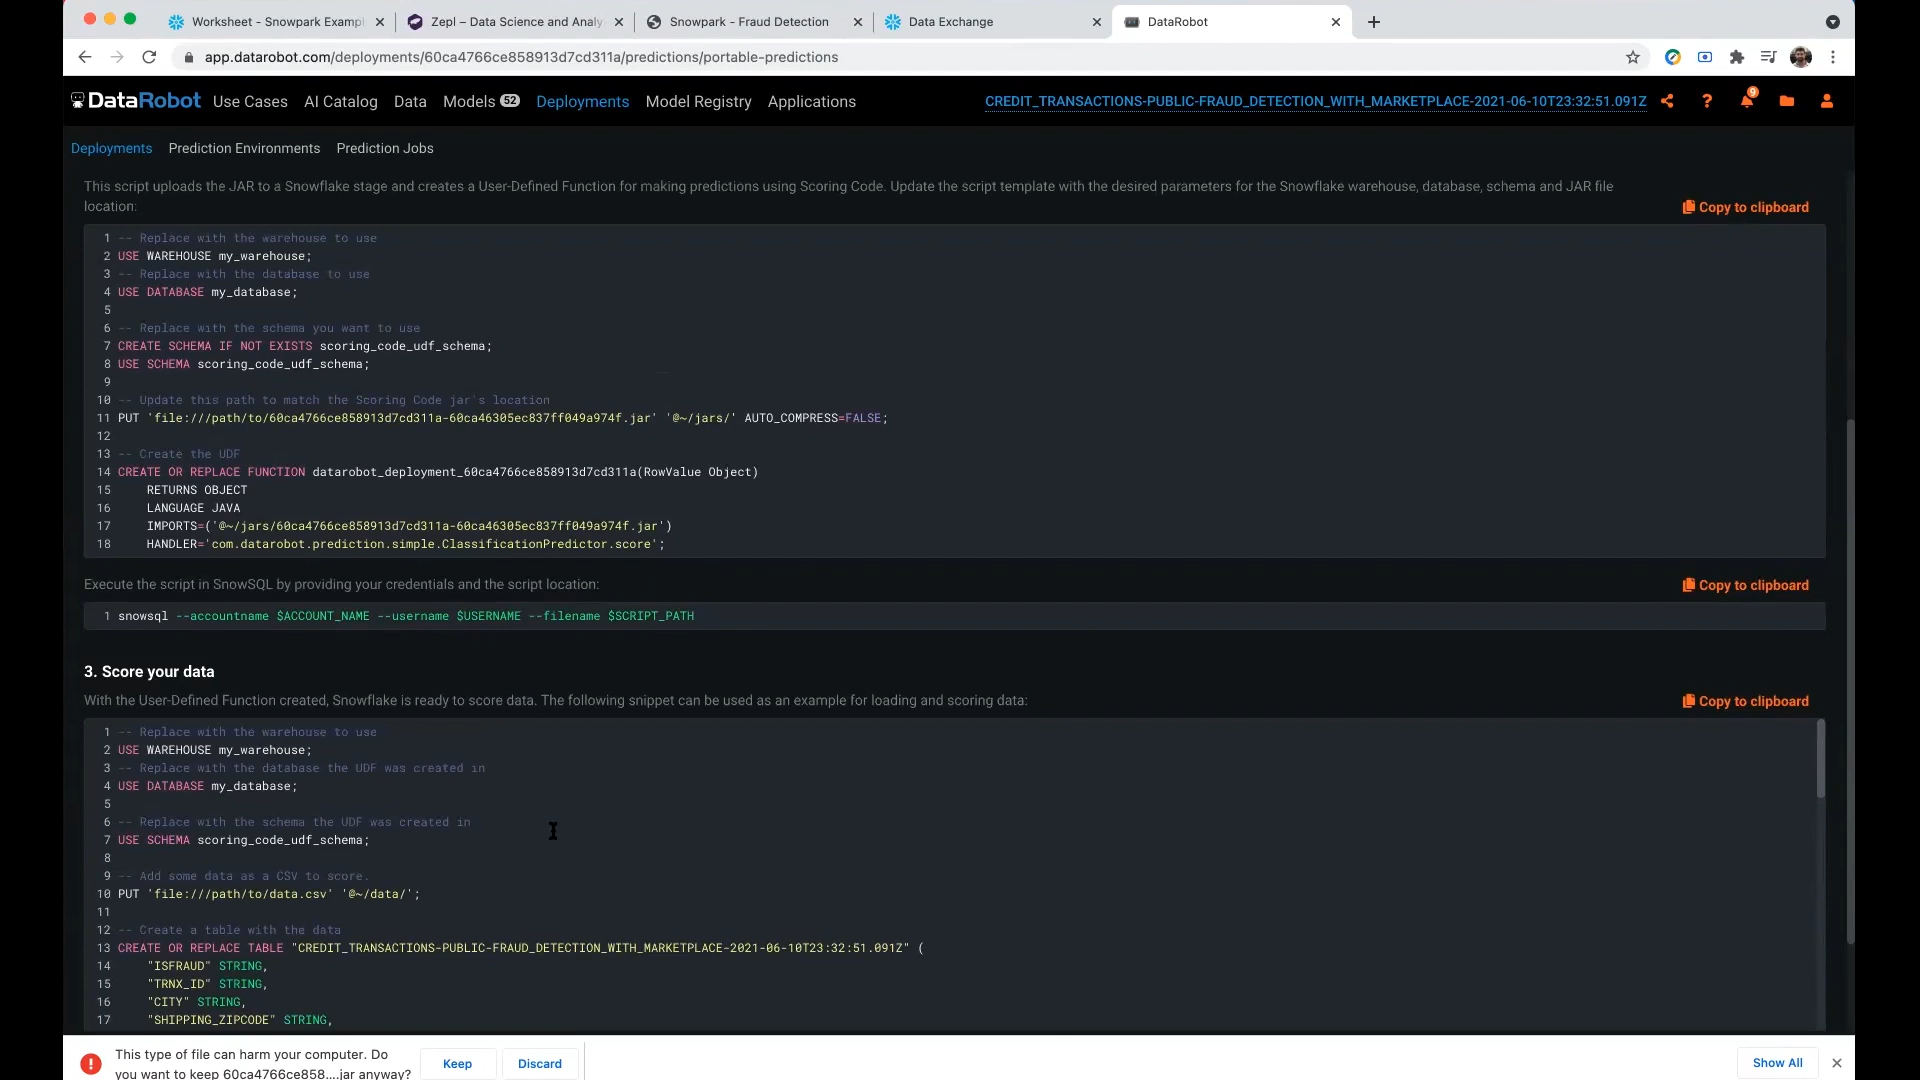 Worksheet - Snowpark Exampl
Zepl – Data Science and Analy
Snowpark - Fraud Detection
Data Exchange
DataRobot
app.datarobot.com/deployments/60ca4766ce858913d7cd311a/predictions/portable-predictions
DataRobot Use Cases AI Catalog Data Models 52 Deployments Model Registry Applications CREDIT_TRANSACTIONS-PUBLIC-FRAUD_DETECTION_WITH_MARKETPLACE-2021-06-10T23:32:51.091Z ? 9
Deployments Prediction Environments Prediction Jobs
This script uploads the JAR to a Snowflake stage and creates a User-Defined Function for making predictions using Scoring Code. Update the script template with the desired parameters for the Snowflake warehouse, database, schema and JAR file
location:
Copy to clipboard
1 -- Replace with the warehouse to use
2 USE WAREHOUSE my_warehouse;
3 -- Replace with the database to use
4 USE DATABASE my_database;
5
6 -- Replace with the schema you want to use
7 CREATE SCHEMA IF NOT EXISTS scoring_code_udf_schema;
8 USE SCHEMA scoring_code_udf_schema;
9
10 -- Update this path to match the Scoring Code jar`s location
11 PUT 'file:///path/to/60ca4766ce858913d7cd311a-60ca46305ec837ff049a974f.jar' '@~/jars/' AUTO_COMPRESS=FALSE;
12
13 -- Create the UDF
14 CREATE OR REPLACE FUNCTION datarobot_deployment_60ca4766ce858913d7cd311a(RowValue Object)
15 RETURNS OBJECT
16 LANGUAGE JAVA
17 IMPORTS=('@~/jars/60ca4766ce858913d7cd311a-60ca46305ec837ff049a974f.jar')
18 HANDLER='com.datarobot.prediction.simple.ClassificationPredictor.score';
Execute the script in SnowSQL by providing your credentials and the script location:
Copy to clipboard
1 snowsql --accountname $ACCOUNT_NAME --username $USERNAME --filename $SCRIPT_PATH
3. Score your data
With the User-Defined Function created, Snowflake is ready to score data. The following snippet can be used as an example for loading and scoring data:
Copy to clipboard
1 -- Replace with the warehouse to use
2 USE WAREHOUSE my_warehouse;
3 -- Replace with the database the UDF was created in
4 USE DATABASE my_database;
5
6 -- Replace with the schema the UDF was created in
7 USE SCHEMA scoring_code_udf_schema;
8
9 -- Add some data as a CSV to score.
10 PUT 'file:///path/to/data.csv' '@~/data/';
11
12 -- Create a table with the data
13 CREATE OR REPLACE TABLE "CREDIT_TRANSACTIONS-PUBLIC-FRAUD_DETECTION_WITH_MARKETPLACE-2021-06-10T23:32:51.091Z" (
14 "ISFRAUD" STRING,
15 "TRNX_ID" STRING,
16 "CITY" STRING,
17 "SHIPPING_ZIPCODE" STRING,
This type of file can harm your computer. Do
you want to keep 60ca4766ce858....jar anyway?
Keep
Discard
Show All